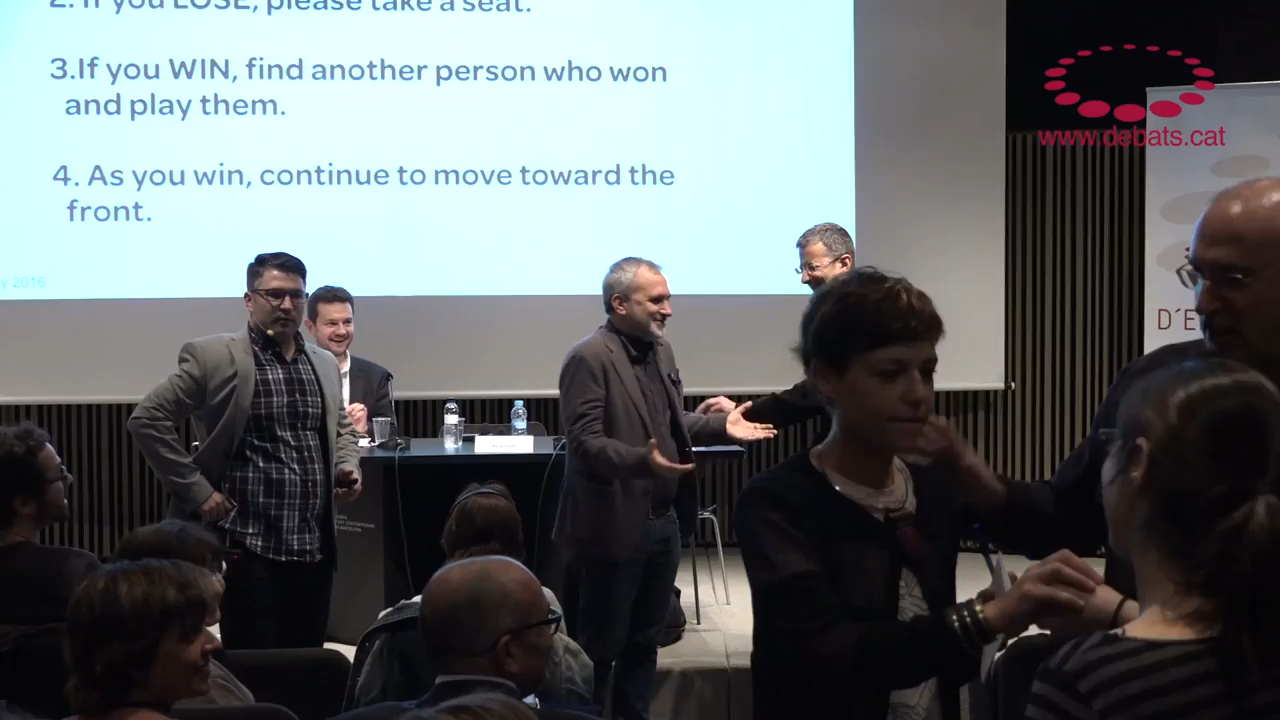 2. If you LOSE, please take a seat.
3.If you WIN, find another person who won
and play them.
4. As you win, continue to move toward the
front.
y 2016
www.debats.cat
D'E